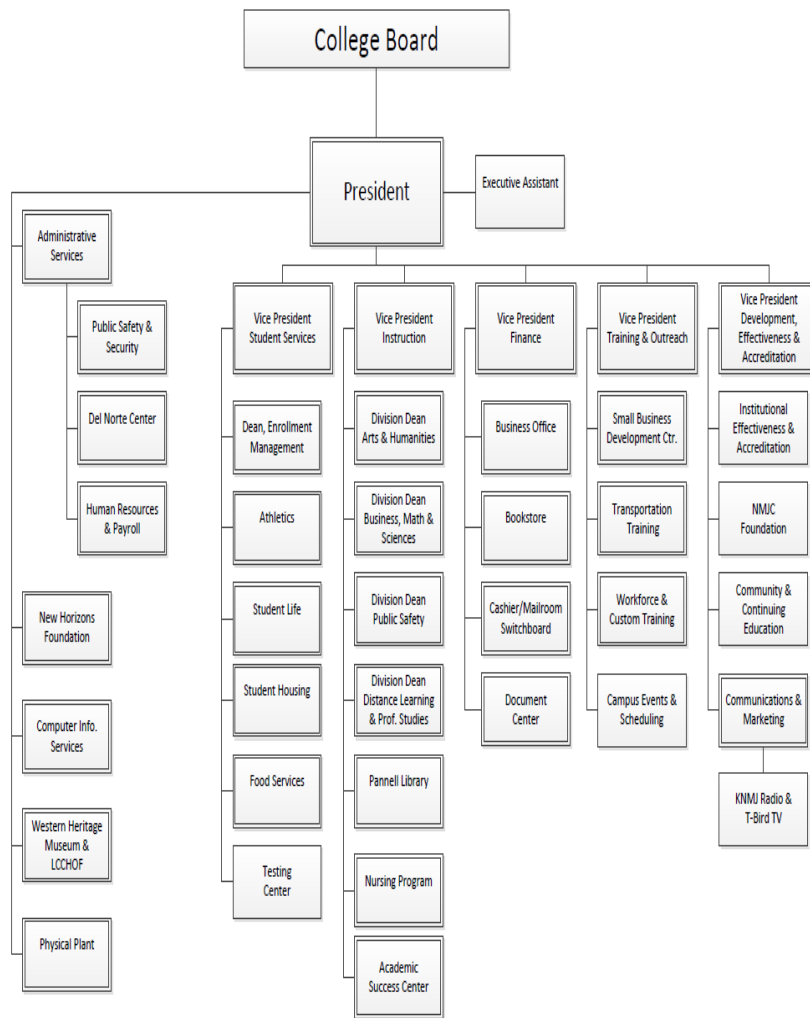 College Board
President
Executive Assistant
Administrative
Services
Public Safety &
Security
Del Norte Center
Human Resources
& Payroll
New Horizons
Foundation
Computer Info.
Services
Western Heritage
Museum &
LCCHOF
Physical Plant
Vice President
Student Services
Dean, Enrollment
Management
Athletics
Student Life
Student Housing
Food Services
Testing
Center
Vice President
Instruction
Division Dean
Arts & Humanities
Division Dean
Business, Math &
Sciences
Division Dean
Public Safety
Division Dean
Distance Learning
& Prof. Studies
Pannell Library
Nursing Program
Academic
Success Center
Vice President
Finance
Business Office
Bookstore
Cashier/Mailroom
Switchboard
Document
Center
Vice President
Training & Outreach
Small Business
Development Ctr.
Transportation
Training
Workforce &
Custom Training
Campus Events &
Scheduling
Vice President
Development,
Effectiveness &
Accreditation
Institutional
Effectiveness &
Accreditation
NMJC
Foundation
Community &
Continuing
Education
Communications &
Marketing
KNMJ Radio &
T-Bird TV